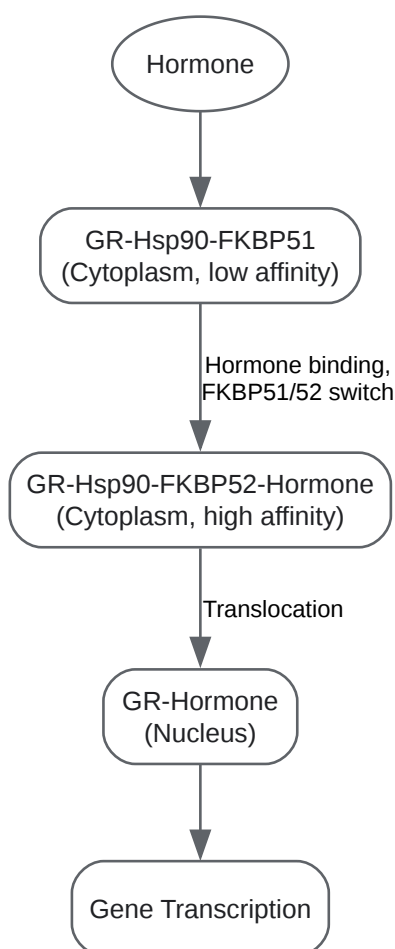 Hormone
GR-Hsp90-FKBP51
(Cytoplasm, low affinity)
Hormone binding,
FKBP51/52 switch
GR-Hsp90-FKBP52-Hormone
(Cytoplasm, high affinity)
Translocation
GR-Hormone
(Nucleus)
Gene Transcription